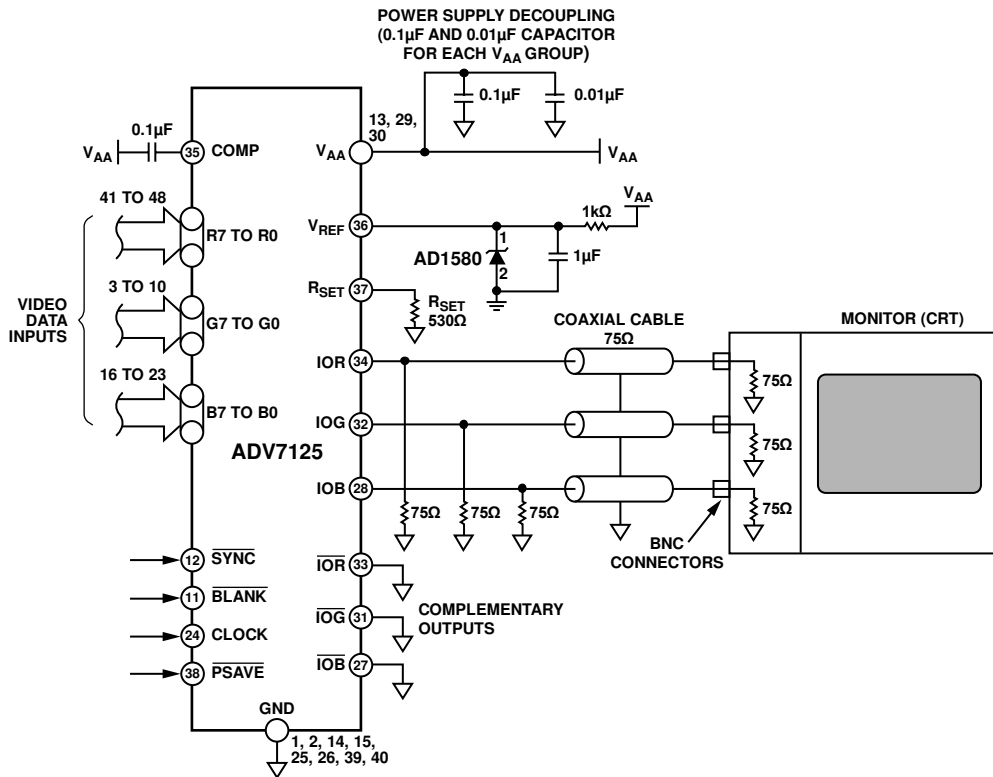 POWER SUPPLY DECOUPLING
(0.1µF AND 0.01µF CAPACITOR
FOR EACH VAA GROUP)
0.1µF
0.01µF
13, 29,
30
VAA
VAA
0.1µF
VAA
35
COMP
41 TO 48
R7 TO R0
3 TO 10
G7 TO G0
16 TO 23
B7 TO B0
VIDEO
DATA
INPUTS
ADV7125
VREF
36
VAA
1kΩ
AD1580
1
2
1µF
RSET
37
RSET
530Ω
COAXIAL CABLE
75Ω
MONITOR (CRT)
IOR
34
75Ω
IOG
32
75Ω
IOB
28
75Ω
75Ω
75Ω
75Ω
BNC
CONNECTORS
12
SYNC
11
BLANK
24
CLOCK
38
PSAVE
IOR
33
IOG
31
IOB
27
COMPLEMENTARY
OUTPUTS
GND
1, 2, 14, 15,
25, 26, 39, 40